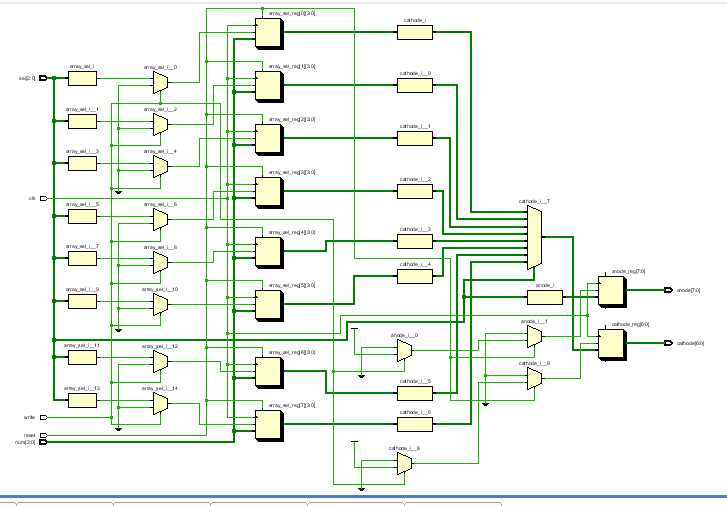 cathode_i
array_sel_reg[0][3:0]
array_sel_i
array_sel_i__0
sel[2:0]
array_sel_reg[1][3:0]
cathode_i__0
array_sel_i__1
array_sel_i__2
array_sel_reg[2][3:0]
cathode_i__1
array_sel_i__3
array_sel_i__4
array_sel_reg[3][3:0]
cathode_i__2
clk
array_sel_i__5
array_sel_i__6
cathode_i__7
array_sel_reg[4][3:0]
cathode_i__3
array_sel_i__7
array_sel_i__8
cathode_i__4
anode_reg[7:0]
array_sel_reg[5][3:0]
anode_i
anode[7:0]
array_sel_i__9
array_sel_i__10
anode_i__0
anode_i__1
cathode_reg[6:0]
cathode[6:0]
array_sel_i__11
array_sel_i__12
array_sel_reg[6][3:0]
cathode_i__9
cathode_i__5
array_sel_i__13
array_sel_i__14
array_sel_reg[7][3:0]
cathode_i__6
write
reset
num[3:0]
cathode_i__8